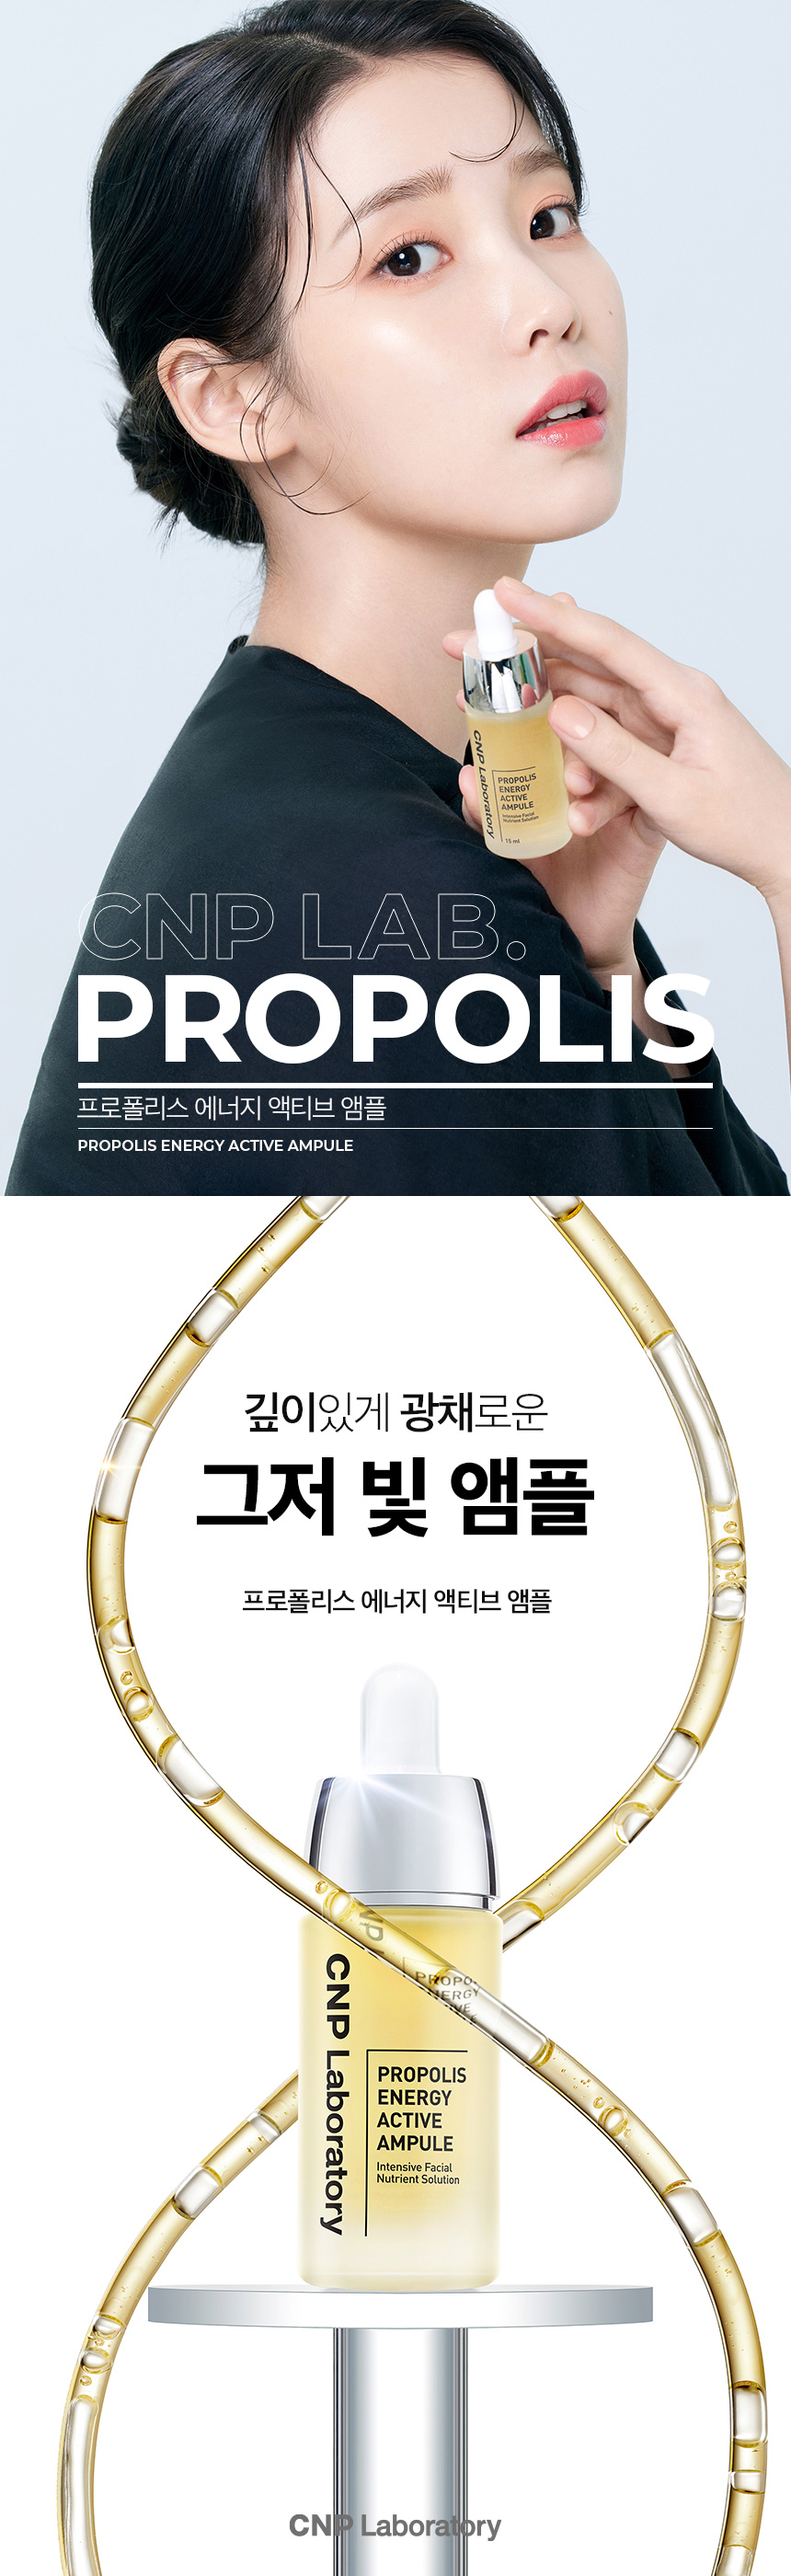 CNP Laboratory
PROPOLIS
ENERGY
ACTIVE
AMPULE
Intensive Facial
Nutrient Solution
15 ml
CNP LAB.
PROPOLIS
프로폴리스 에너지 액티브 앰플
PROPOLIS ENERGY ACTIVE AMPULE
깊이있게 광채로운
그저 빛 앰플
프로폴리스 에너지 액티브 앰플
CNP Laboratory
PROPOLIS
ENERGY
ACTIVE
AMPULE
Intensive Facial
Nutrient Solution
CNP Laboratory